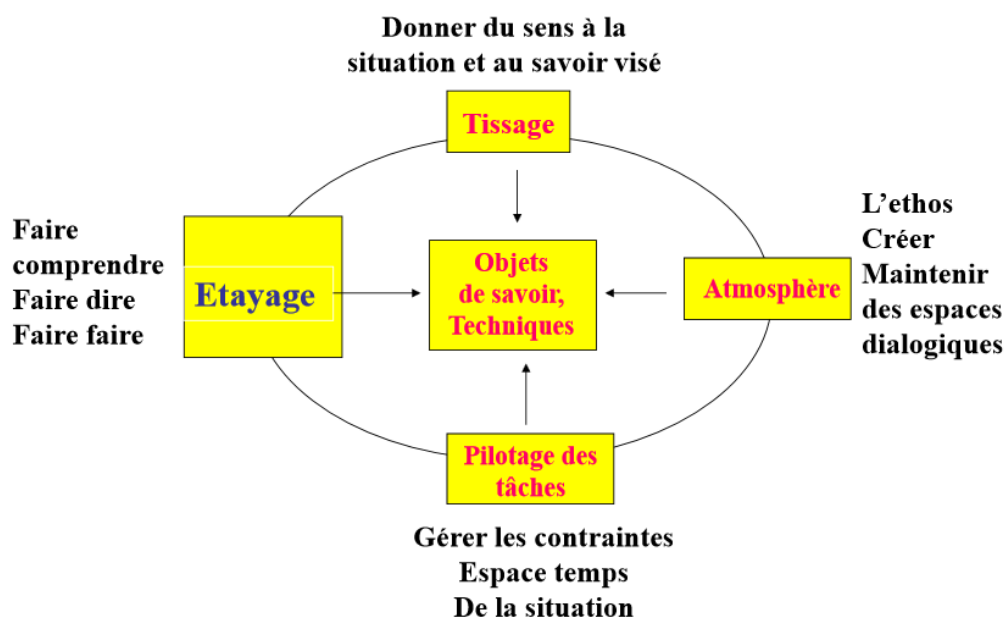 Donner du sens à la
situation et au savoir visé
Tissage
Faire
comprendre
Faire dire
Faire faire
Etayage
Objets
de savoir,
Techniques
Atmosphère
L’ethos
Créer
Maintenir
des espaces
dialogiques
Pilotage des
tâches
Gérer les contraintes
Espace temps
De la situation